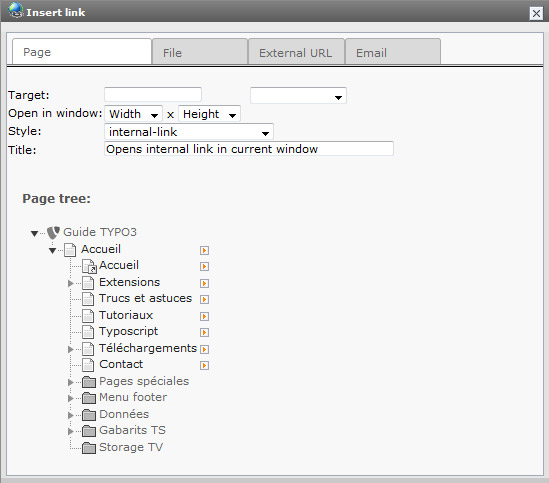 Insert link
Page File External URL Email
Target:
Open in window: Width x Height
Style: internal-link
Title: Opens internal link in current window
Page tree:
Guide TYPO3
Accueil
Accueil
Extensions
Trucs et astuces
Tutoriaux
Typoscript
Téléchargements
Contact
Pages spéciales
Menu footer
Données
Gabarits TS
Storage TV